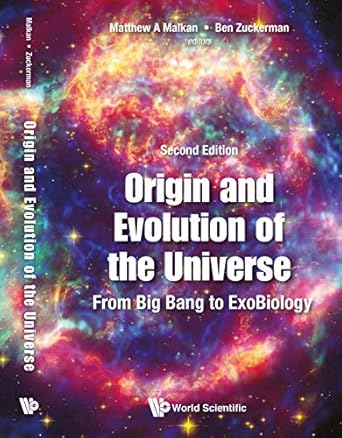 Malkan • Zuckerman
Origin and Evolution of the Universe
Matthew A Malkan • Ben Zuckerman
editors
Second Edition
Origin and
Evolution of
the Universe
From Big Bang to ExoBiology
World Scientific